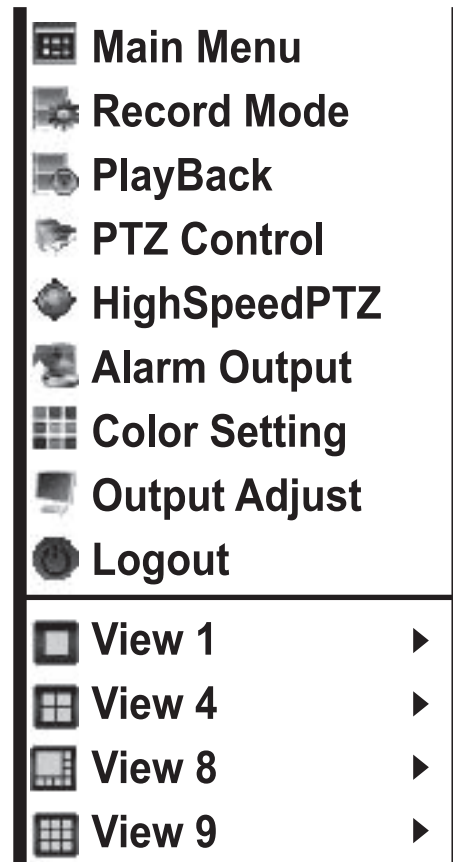 Main Menu
Record Mode
PlayBack
PTZ Control
HighSpeedPTZ
Alarm Output
Color Setting
Output Adjust
Logout
View 1
View 4
View 8
View 9